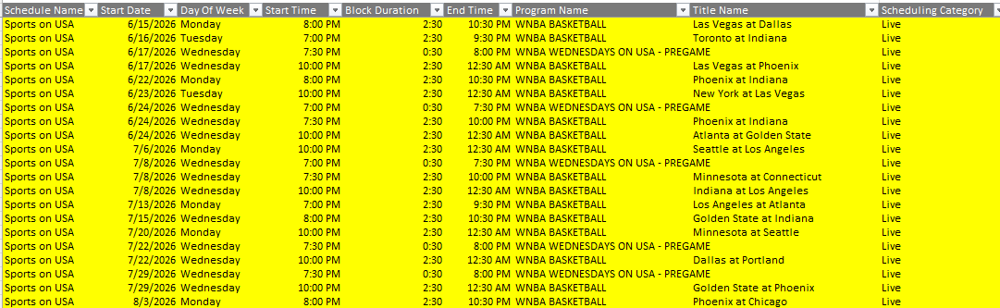 Schedule Name Start Date Day Of Week Start Time Block Duration End Time Program Name Title Name Scheduling Category
Sports on USA 6/15/2026 Monday 8:00 PM 2:30 10:30 PM WNBA BASKETBALL Las Vegas at Dallas Live
Sports on USA 6/16/2026 Tuesday 7:00 PM 2:30 9:30 PM WNBA BASKETBALL Toronto at Indiana Live
Sports on USA 6/17/2026 Wednesday 7:30 PM 0:30 8:00 PM WNBA WEDNESDAYS ON USA - PREGAME Live
Sports on USA 6/17/2026 Wednesday 10:00 PM 2:30 12:30 AM WNBA BASKETBALL Las Vegas at Phoenix Live
Sports on USA 6/22/2026 Monday 8:00 PM 2:30 10:30 PM WNBA BASKETBALL Phoenix at Indiana Live
Sports on USA 6/23/2026 Tuesday 10:00 PM 2:30 12:30 AM WNBA BASKETBALL New York at Las Vegas Live
Sports on USA 6/24/2026 Wednesday 7:00 PM 0:30 7:30 PM WNBA WEDNESDAYS ON USA - PREGAME Live
Sports on USA 6/24/2026 Wednesday 7:30 PM 2:30 10:00 PM WNBA BASKETBALL Phoenix at Indiana Live
Sports on USA 6/24/2026 Wednesday 10:00 PM 2:30 12:30 AM WNBA BASKETBALL Atlanta at Golden State Live
Sports on USA 7/6/2026 Monday 10:00 PM 2:30 12:30 AM WNBA BASKETBALL Seattle at Los Angeles Live
Sports on USA 7/8/2026 Wednesday 7:00 PM 0:30 7:30 PM WNBA WEDNESDAYS ON USA - PREGAME Live
Sports on USA 7/8/2026 Wednesday 7:30 PM 2:30 10:00 PM WNBA BASKETBALL Minnesota at Connecticut Live
Sports on USA 7/8/2026 Wednesday 10:00 PM 2:30 12:30 AM WNBA BASKETBALL Indiana at Los Angeles Live
Sports on USA 7/13/2026 Monday 7:00 PM 2:30 9:30 PM WNBA BASKETBALL Los Angeles at Atlanta Live
Sports on USA 7/15/2026 Wednesday 8:00 PM 2:30 10:30 PM WNBA BASKETBALL Golden State at Indiana Live
Sports on USA 7/20/2026 Monday 10:00 PM 2:30 12:30 AM WNBA BASKETBALL Minnesota at Seattle Live
Sports on USA 7/22/2026 Wednesday 7:30 PM 0:30 8:00 PM WNBA WEDNESDAYS ON USA - PREGAME Live
Sports on USA 7/22/2026 Wednesday 10:00 PM 2:30 12:30 AM WNBA BASKETBALL Dallas at Portland Live
Sports on USA 7/29/2026 Wednesday 7:30 PM 0:30 8:00 PM WNBA WEDNESDAYS ON USA - PREGAME Live
Sports on USA 7/29/2026 Wednesday 10:00 PM 2:30 12:30 AM WNBA BASKETBALL Golden State at Phoenix Live
Sports on USA 8/3/2026 Monday 8:00 PM 2:30 10:30 PM WNBA BASKETBALL Phoenix at Chicago Live